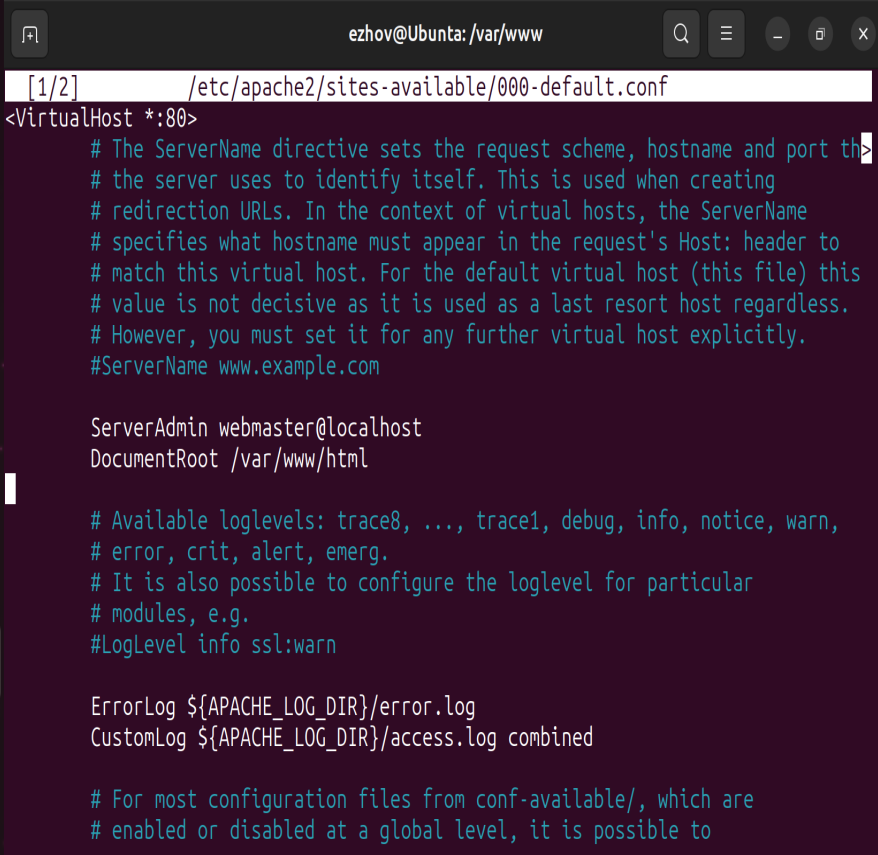 ezhov@Ubunta: /var/www
[1/2] /etc/apache2/sites-available/000-default.conf
<VirtualHost *:80>
# The ServerName directive sets the request scheme, hostname and port th>
# the server uses to identify itself. This is used when creating
# redirection URLs. In the context of virtual hosts, the ServerName
# specifies what hostname must appear in the request's Host: header to
# match this virtual host. For the default virtual host (this file) this
# value is not decisive as it is used as a last resort host regardless.
# However, you must set it for any further virtual host explicitly.
#ServerName www.example.com
ServerAdmin webmaster@localhost
DocumentRoot /var/www/html
# Available loglevels: trace8, ..., trace1, debug, info, notice, warn,
# error, crit, alert, emerg.
# It is also possible to configure the loglevel for particular
# modules, e.g.
#LogLevel info ssl:warn
ErrorLog ${APACHE_LOG_DIR}/error.log
CustomLog ${APACHE_LOG_DIR}/access.log combined
# For most configuration files from conf-available/, which are
# enabled or disabled at a global level, it is possible to